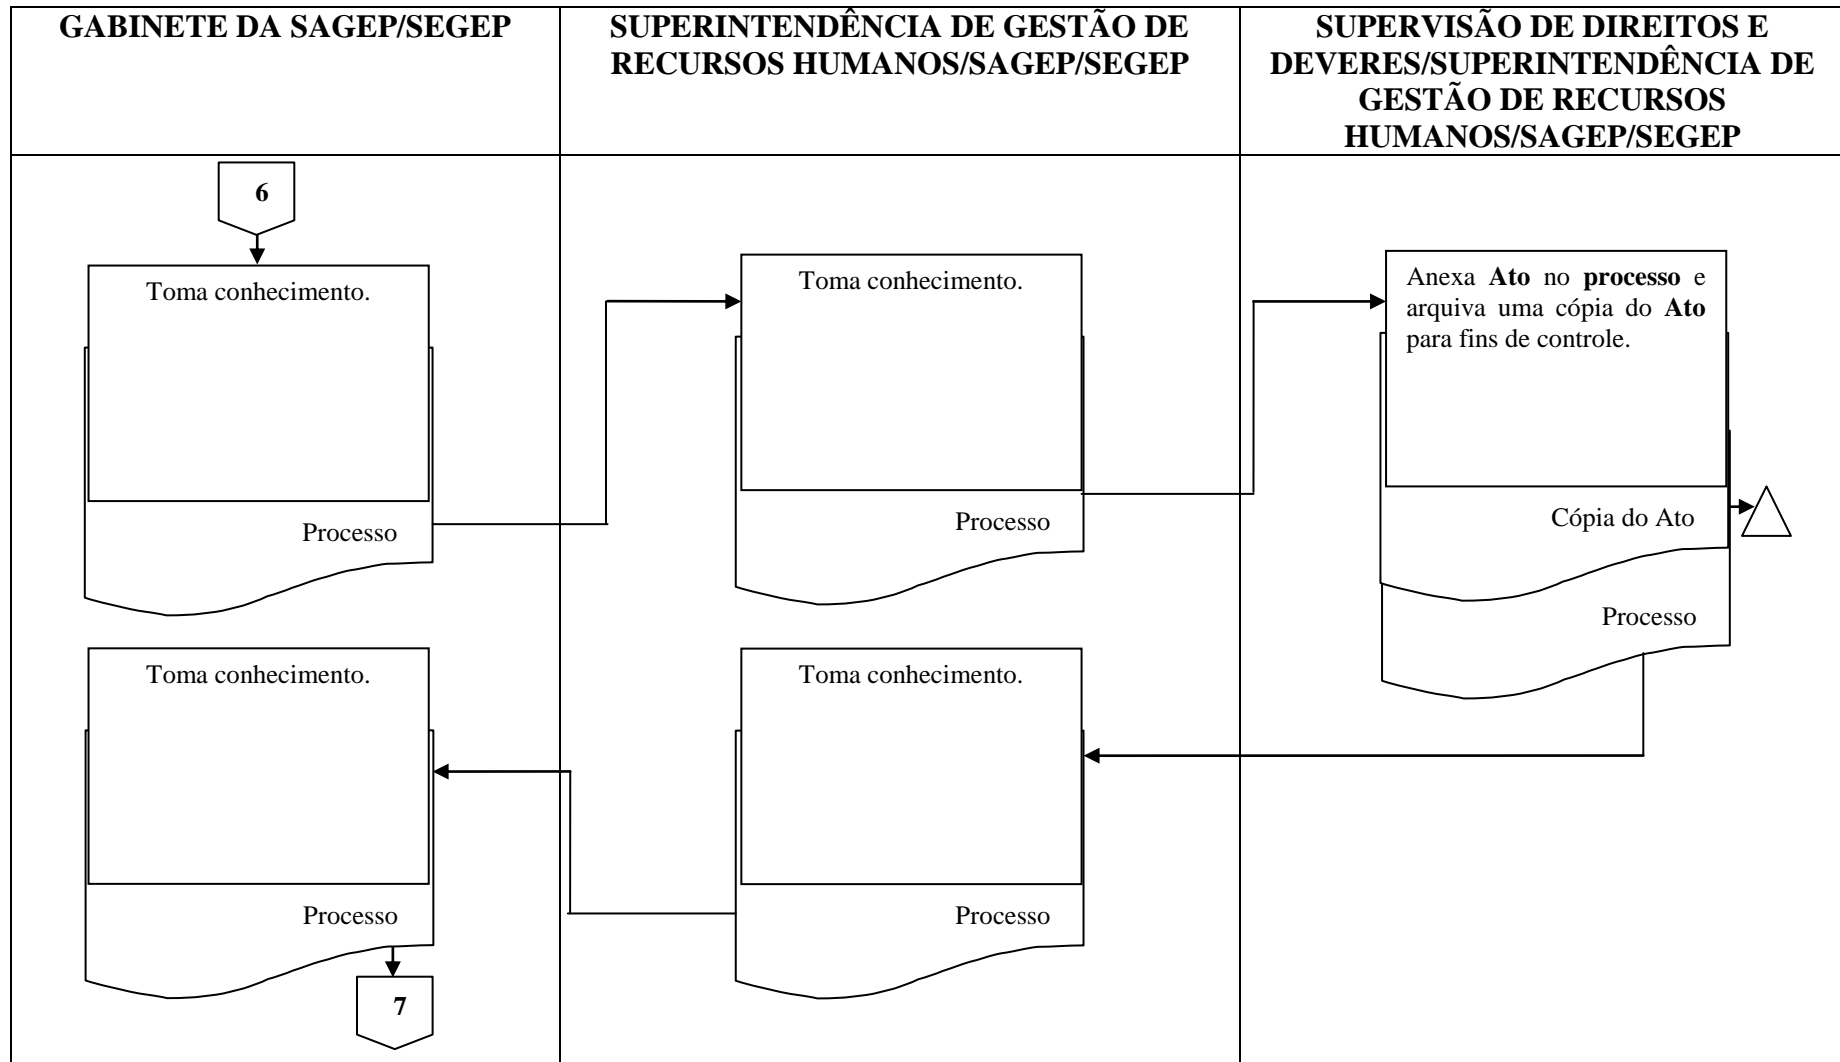 GABINETE DA SAGEP/SEGEP
SUPERINTENDÊNCIA DE GESTÃO DE
RECURSOS HUMANOS/SAGEP/SEGEP
SUPERVISÃO DE DIREITOS E
DEVERES/SUPERINTENDÊNCIA DE
GESTÃO DE RECURSOS
HUMANOS/SAGEP/SEGEP
6
Toma conhecimento.
Processo
Toma conhecimento.
Processo
Anexa Ato no processo e
arquiva uma cópia do Ato
para fins de controle.
Cópia do Ato
Processo
Toma conhecimento.
Processo
Toma conhecimento.
Processo
7